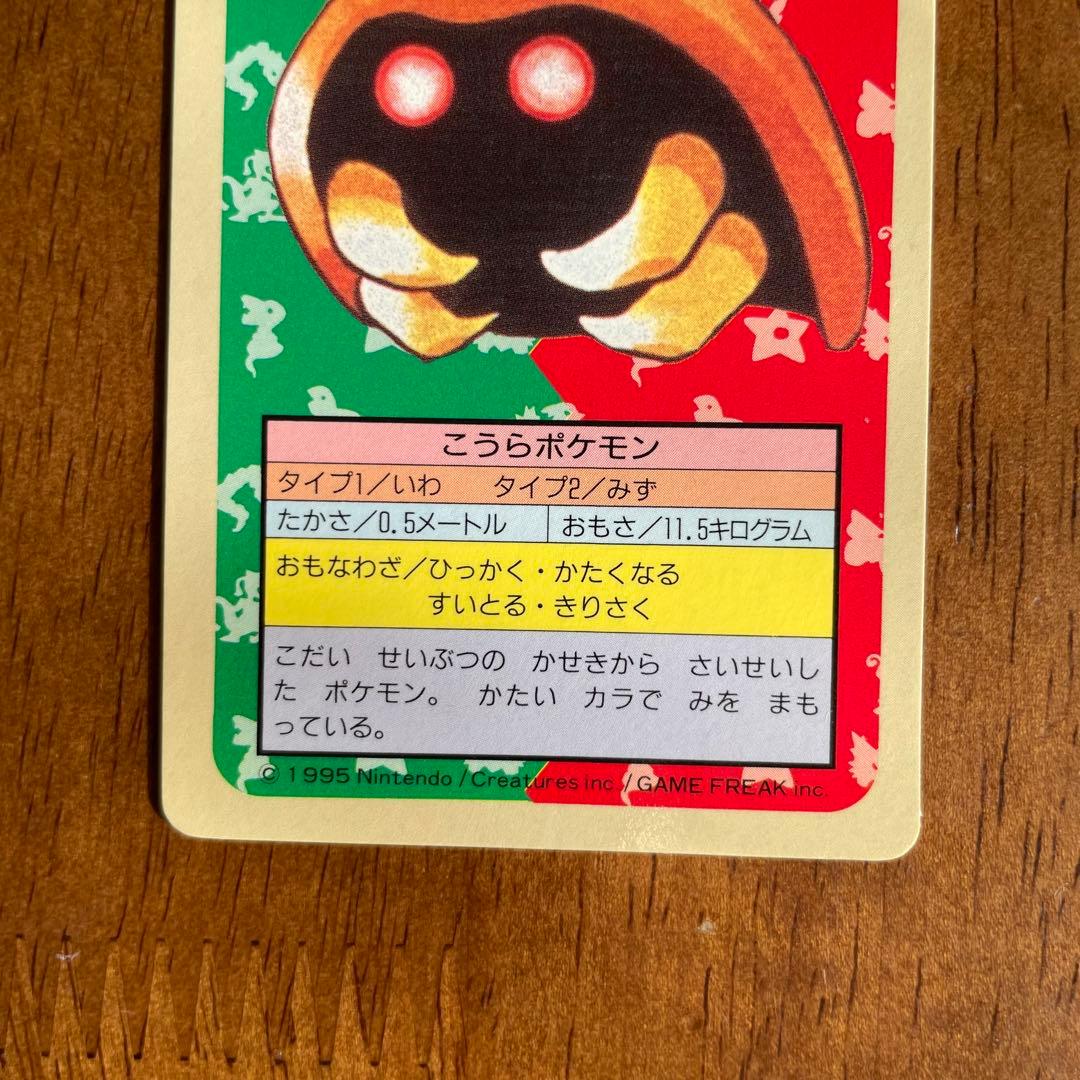 こうらポケモン
タイプ1／いわ　　タイプ2／みず
たかさ／0.5メートル　おもさ／11.5キログラム
おもなわざ／ひっかく・かたくなる
すいとる・きりさく
こだい　せいぶつの　かせきから　さいせいし
た　ポケモン。　かたい　カラで　みを　まも
っている。
© 1995 Nintendo / Creatures inc / GAME FREAK inc.